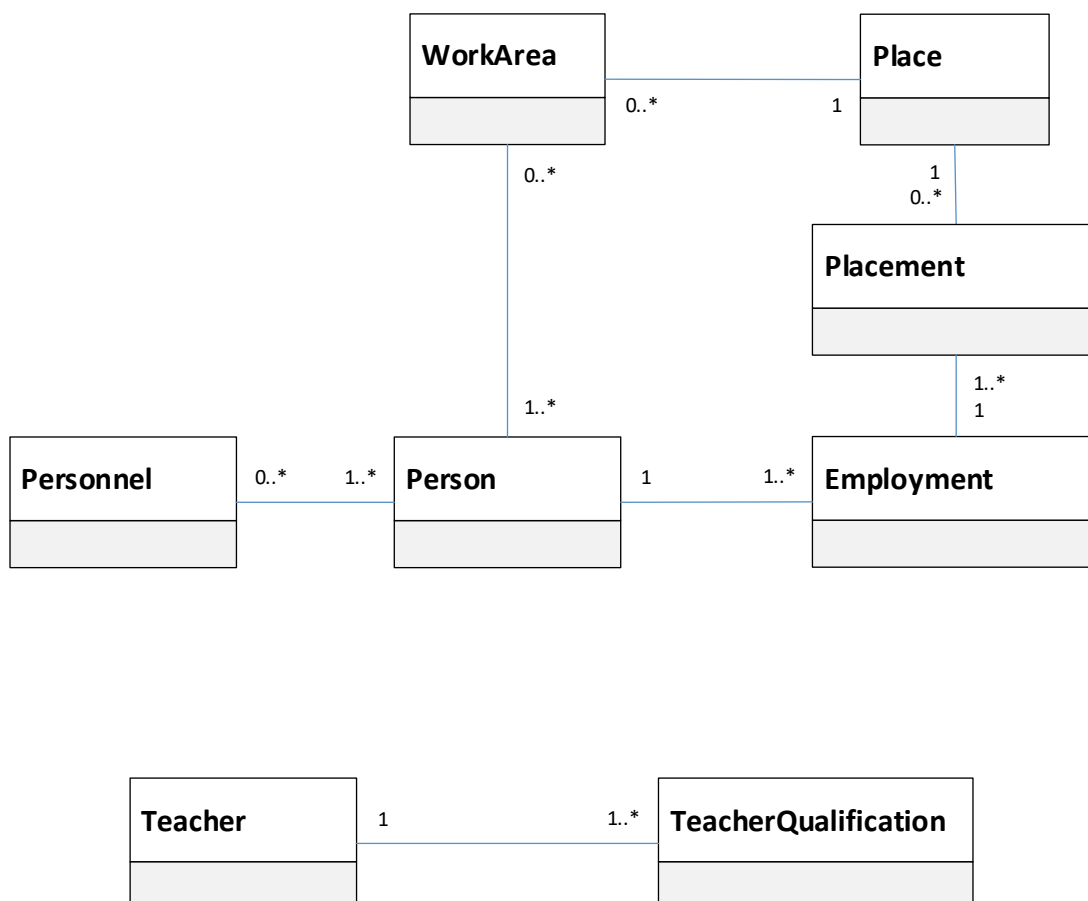 WorkArea
Place
0..*
1
0..*
1
0..*
Placement
1..*
1..*
1
Personnel
0..*
1..*
Person
1
1..*
Employment
Teacher
1
1..*
TeacherQualification